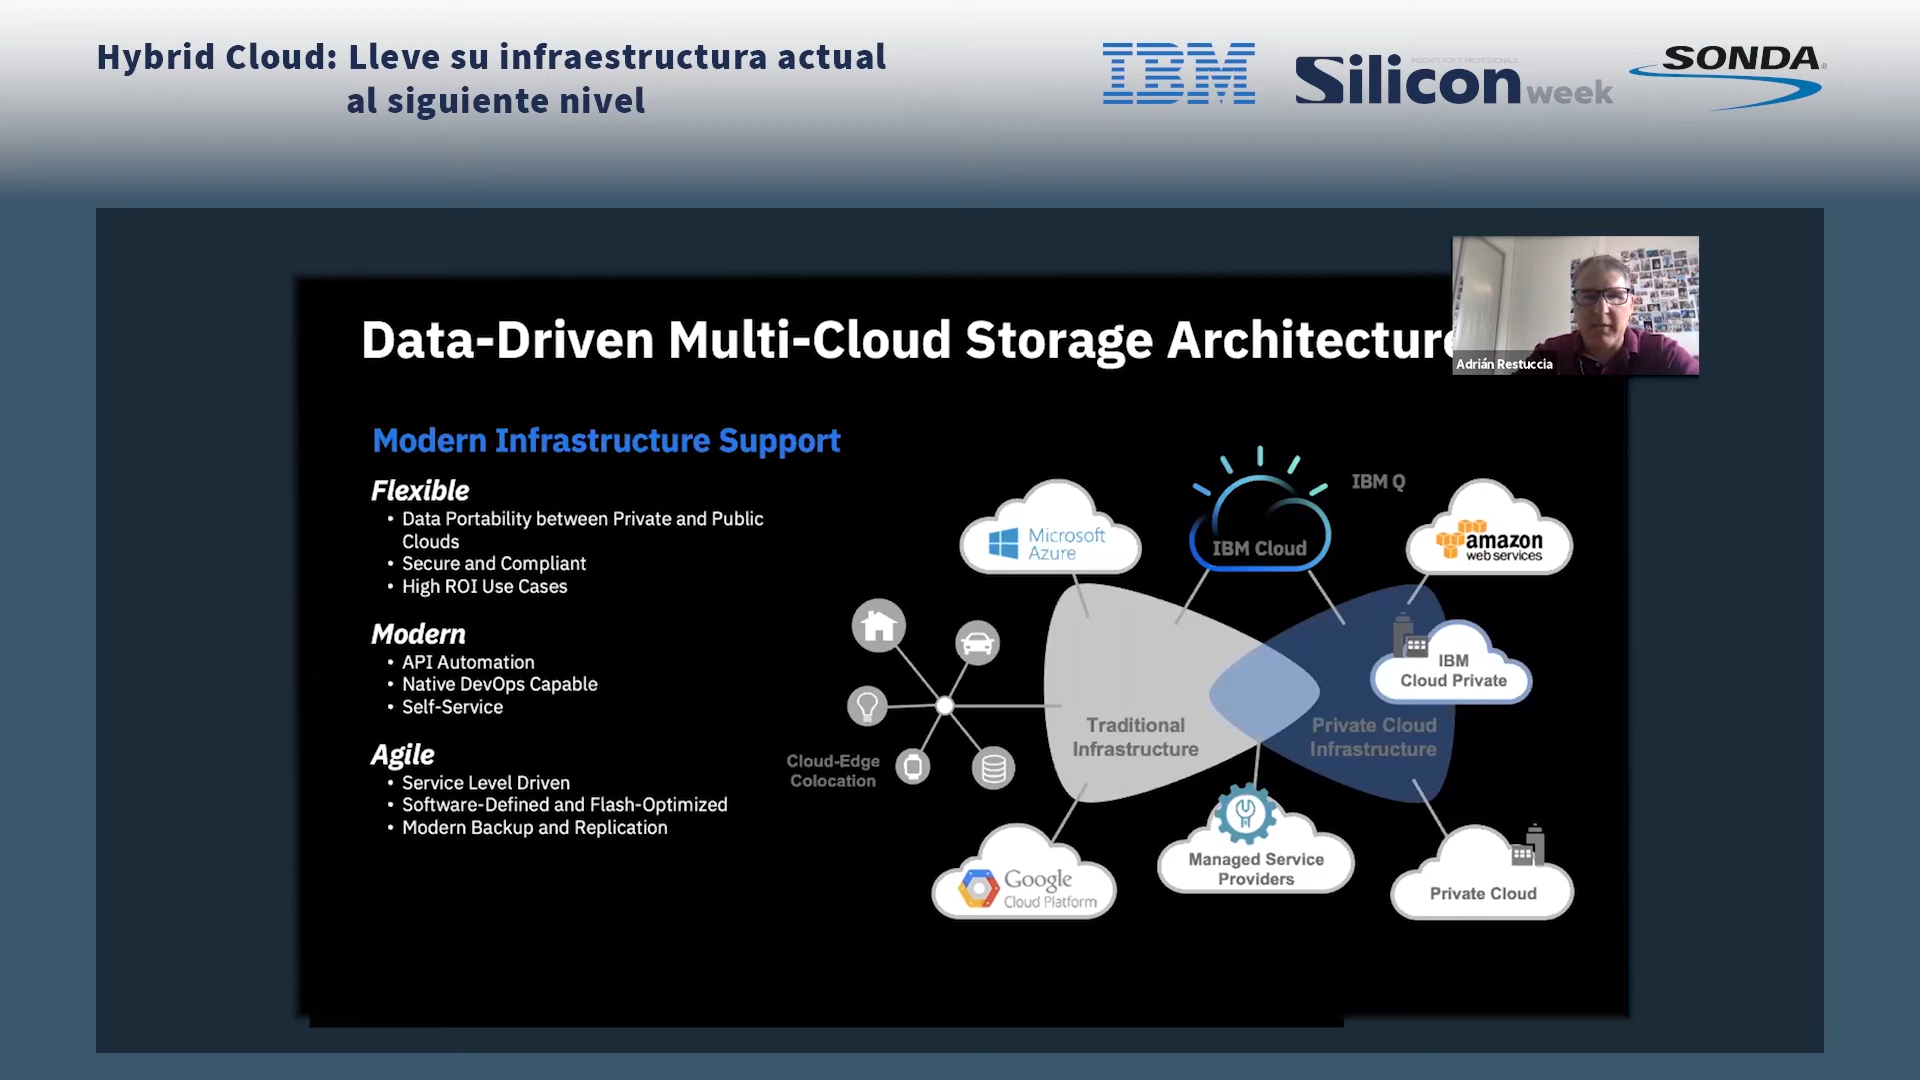 Hybrid Cloud: Lleve su infraestructura actual
al siguiente nivel
IBM
INSIGHTS FOR IT PROFESSIONALS
Silicon week
SONDA
Data-Driven Multi-Cloud Storage Architecture
Adrián Restuccia
Modern Infrastructure Support
Flexible
• Data Portability between Private and Public
Clouds
• Secure and Compliant
• High ROI Use Cases
Modern
• API Automation
• Native DevOps Capable
• Self-Service
Agile
• Service Level Driven
• Software-Defined and Flash-Optimized
• Modern Backup and Replication
Microsoft
Azure
IBM Cloud
IBM Q
amazon
web services
IBM
Cloud Private
Traditional
Infrastructure
Private Cloud
Infrastructure
Cloud-Edge
Colocation
Google
Cloud Platform
Managed Service
Providers
Private Cloud